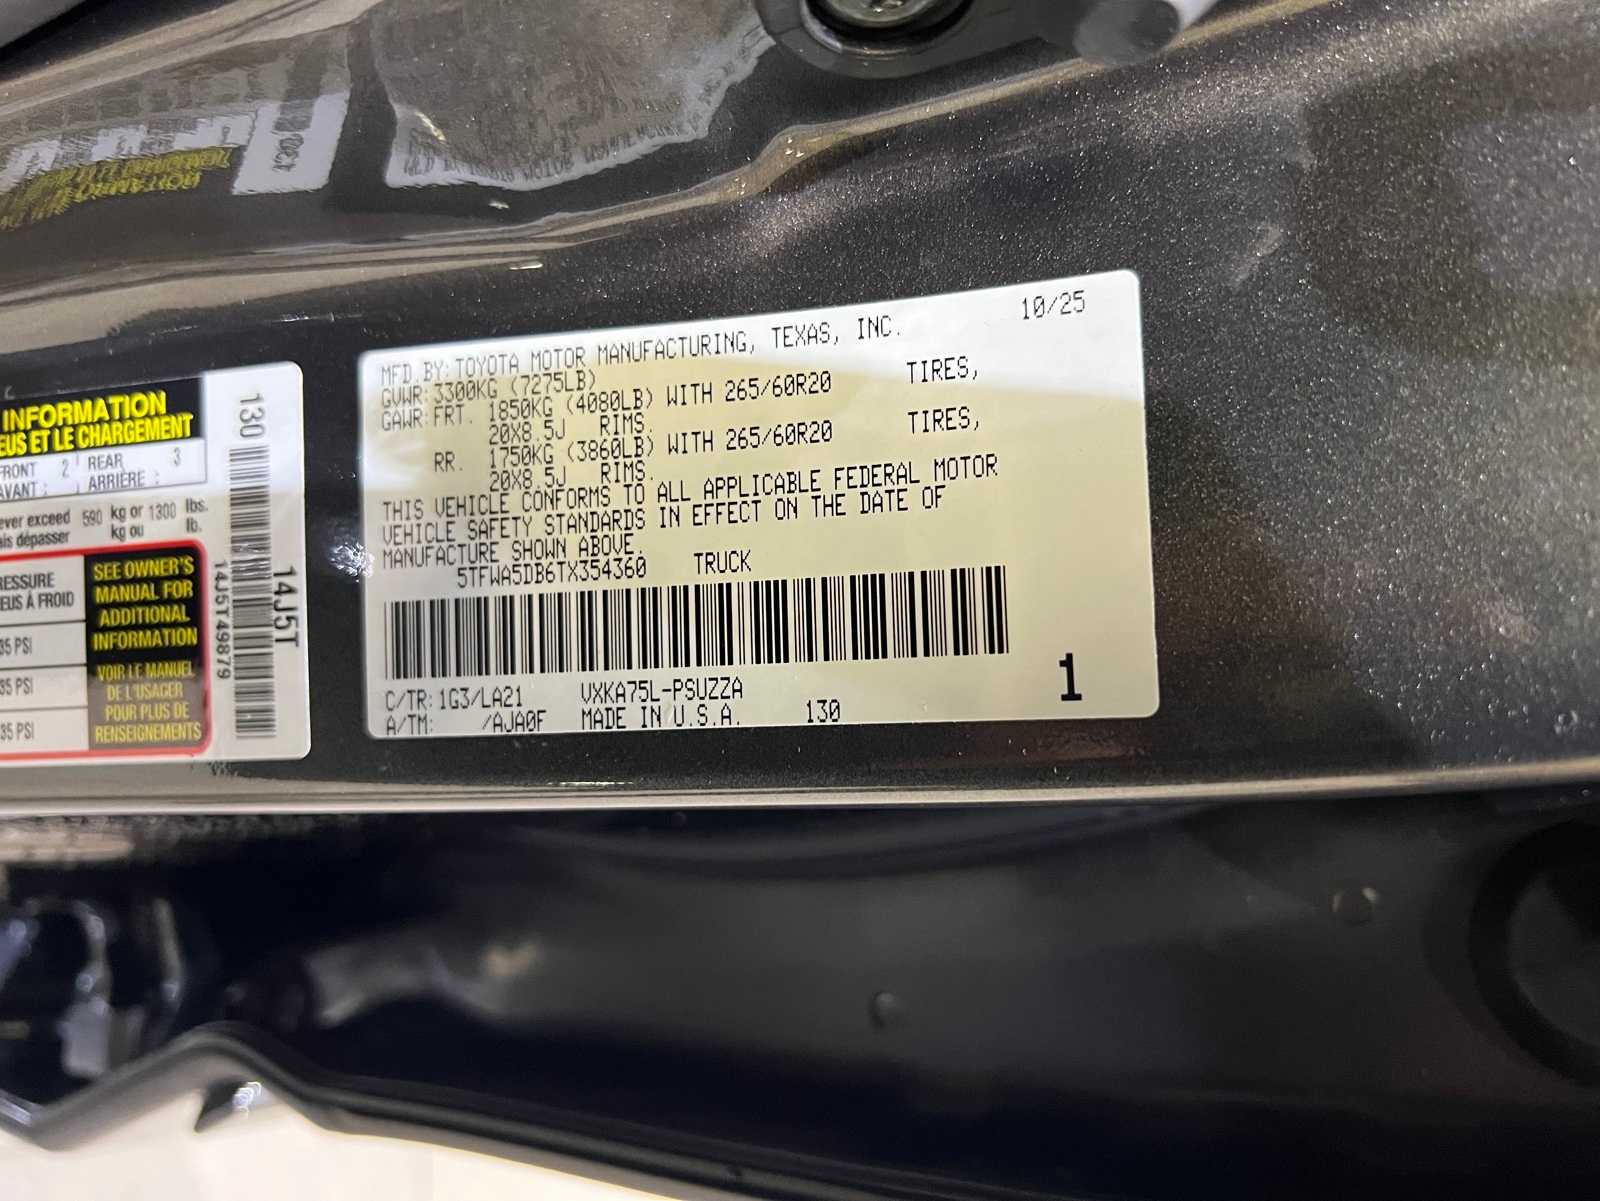 INFORMATION
EUS ET LE CHARGEMENT
FRONT 2 REAR 3
AVANT : ARRIÈRE :
ever exceed 590 kg or 1300 lbs.
ais dépasser kg ou lb.
RESSURE
EUS À FROID
35 PSI
35 PSI
35 PSI
SEE OWNER'S
MANUAL FOR
ADDITIONAL
INFORMATION
VOIR LE MANUEL
DE L'USAGER
POUR PLUS DE
RENSEIGNEMENTS
130
14J5T
14J5T49879
10/25
MFD.BY:TOYOTA MOTOR MANUFACTURING, TEXAS, INC.
GVWR:3300KG (7275LB)
GAWR:FRT. 1850KG (4080LB) WITH 265/60R20 TIRES,
20X8.5J RIMS.
RR. 1750KG (3860LB) WITH 265/60R20 TIRES,
20X8.5J RIMS.
THIS VEHICLE CONFORMS TO ALL APPLICABLE FEDERAL MOTOR
VEHICLE SAFETY STANDARDS IN EFFECT ON THE DATE OF
MANUFACTURE SHOWN ABOVE.
5TFWA5DB6TX354360 TRUCK
C/TR:1G3/LA21 VXKA75L-PSUZZA
A/TM: /AJA0F MADE IN U.S.A. 130
1